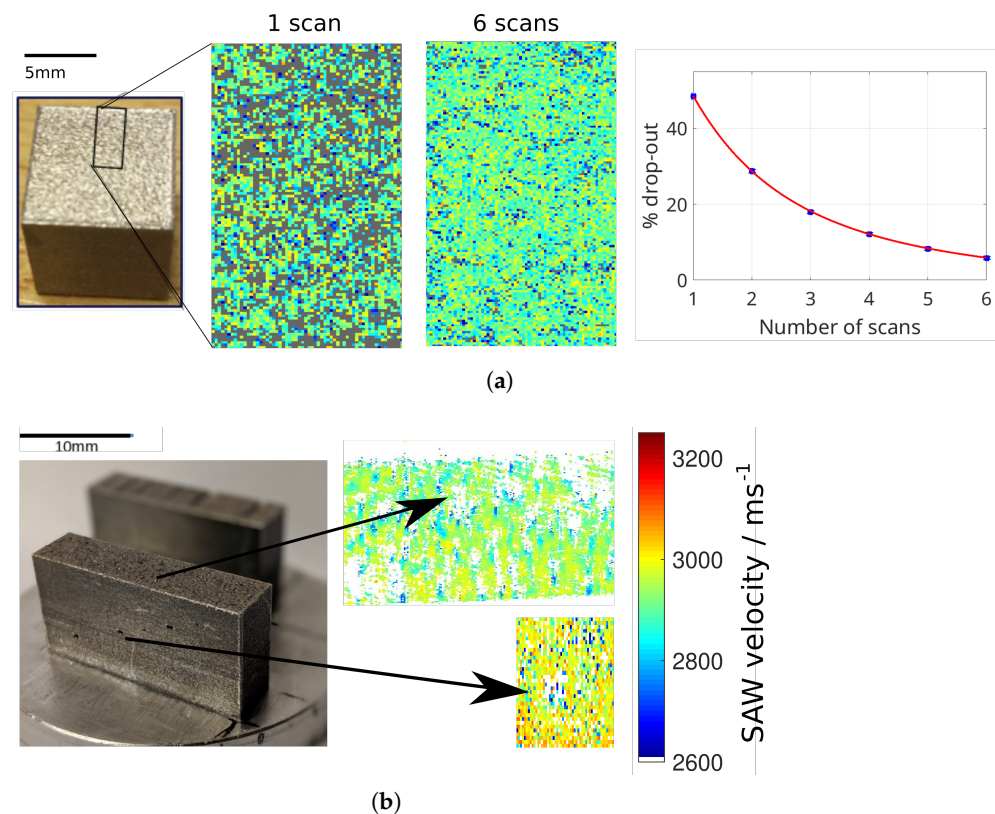 1 scan
6 scans
5mm
% drop-out
40
20
0
1 2 3 4 5 6
Number of scans
(a)
10mm
3200
3000
2800
2600
SAW velocity / ms-1
(b)